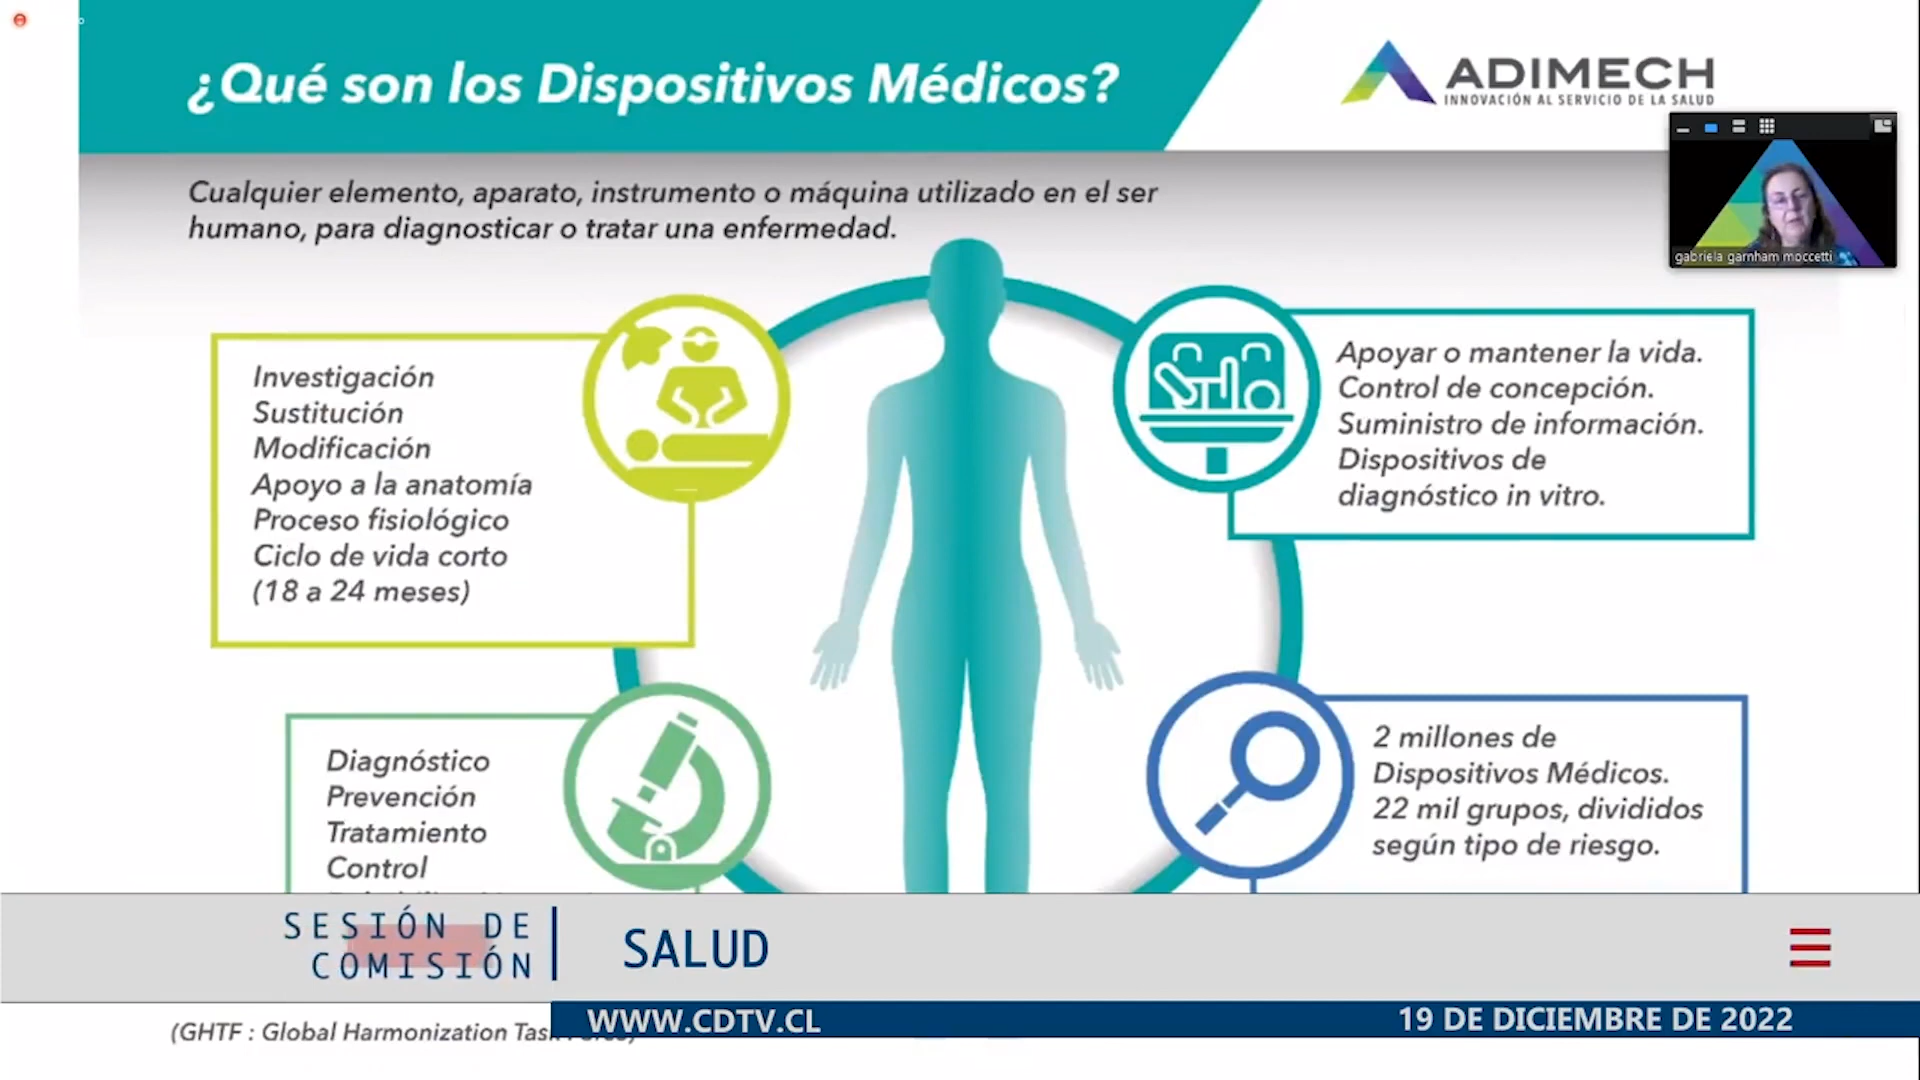 ¿Qué son los Dispositivos Médicos?
ADIMECH
INNOVACIÓN AL SERVICIO DE LA SALUD
Cualquier elemento, aparato, instrumento o máquina utilizado en el ser
humano, para diagnosticar o tratar una enfermedad.
gabriela garnham moccetti
Investigación
Sustitución
Modificación
Apoyo a la anatomía
Proceso fisiológico
Ciclo de vida corto
(18 a 24 meses)
Apoyar o mantener la vida.
Control de concepción.
Suministro de información.
Dispositivos de
diagnóstico in vitro.
Diagnóstico
Prevención
Tratamiento
Control
2 millones de
Dispositivos Médicos.
22 mil grupos, divididos
según tipo de riesgo.
SESIÓN DE
COMISIÓN
SALUD
(GHTF : Global Harmonization
WWW.CDTV.CL
19 DE DICIEMBRE DE 2022